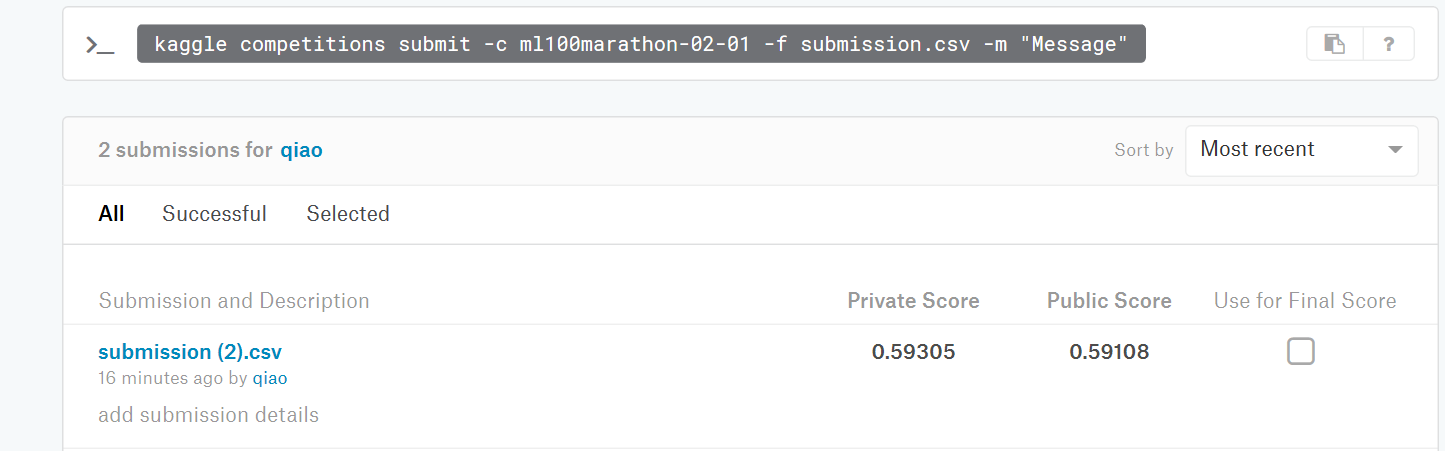 >_ kaggle competitions submit -c ml100marathon-02-01 -f submission.csv -m "Message" ?
2 submissions for qiao Sort by Most recent
All Successful Selected
Submission and Description Private Score Public Score Use for Final Score
submission (2).csv 0.59305 0.59108
16 minutes ago by qiao
add submission details